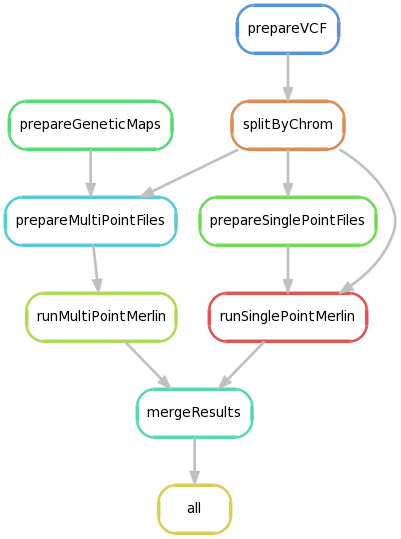 prepareVCF
prepareGeneticMaps
splitByChrom
prepareMultiPointFiles
prepareSinglePointFiles
runMultiPointMerlin
runSinglePointMerlin
mergeResults
all